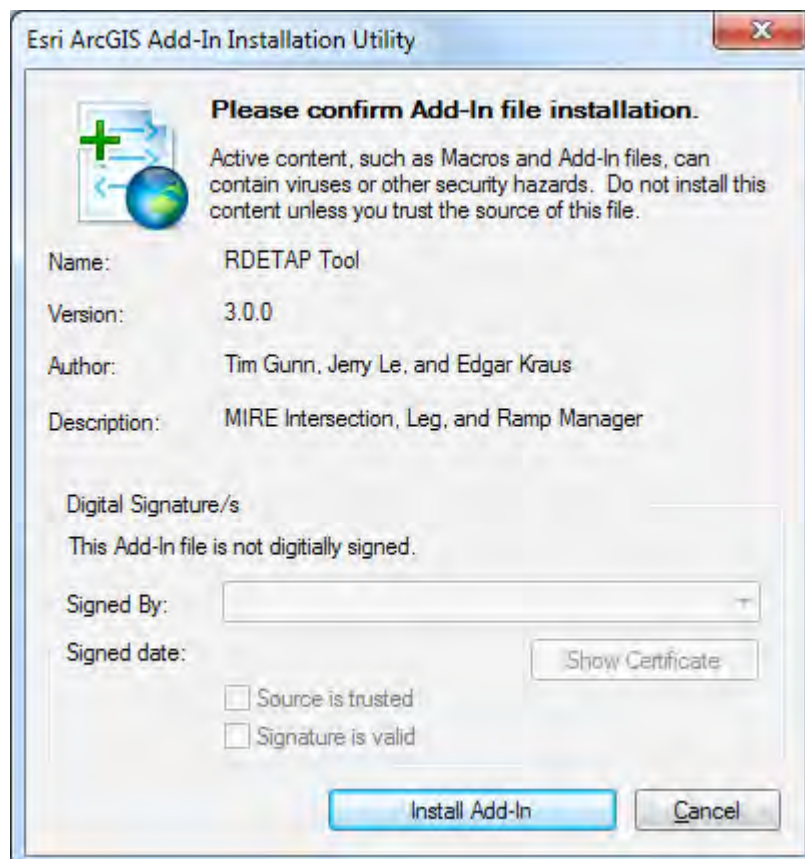 Esri ArcGIS Add-In Installation Utility
Please confirm Add-In file installation.
Active content, such as Macros and Add-In files, can
contain viruses or other security hazards. Do not install this
content unless you trust the source of this file.
Name: RDETAP Tool
Version: 3.0.0
Author: Tim Gunn, Jerry Le, and Edgar Kraus
Description: MIRE Intersection, Leg, and Ramp Manager
Digital Signature/s
This Add-In file is not digitially signed.
Signed By:
Signed date:
Show Certificate
Source is trusted
Signature is valid
Install Add-In
Cancel